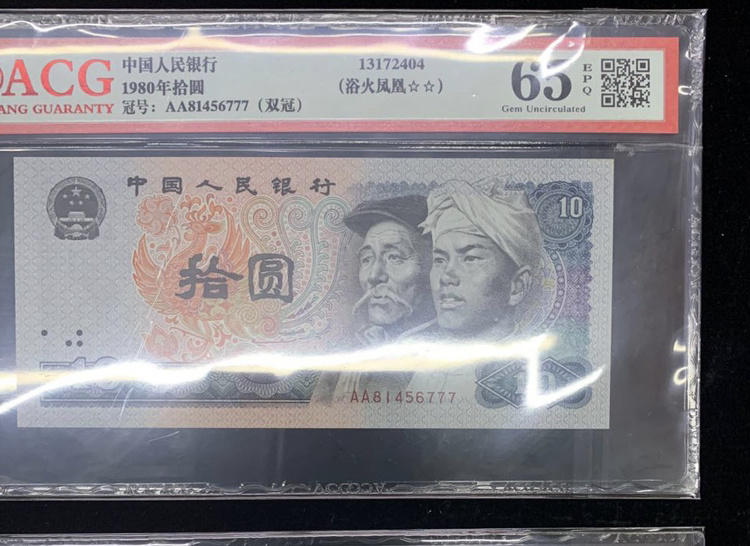 ACG
ANG GUARANTY
中国人民银行
1980年拾圆
冠号：AA81456777（双冠）
13172404
（浴火凤凰☆☆）
65
EPQ
Gem Uncirculated
中国人民银行
10
拾圆
10
10
AA81456777